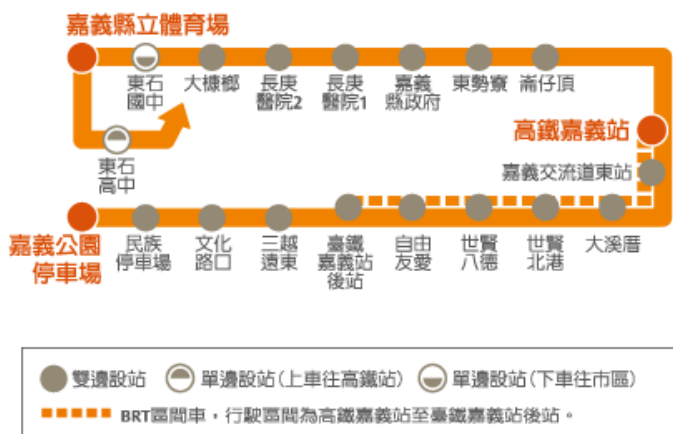 嘉義縣立體育場
東石
國中
大槺榔
長庚
醫院2
長庚
醫院1
嘉義
縣政府
東勢寮
崙仔頂
東石
高中
高鐵嘉義站
嘉義交流道東站
嘉義公園
停車場
民族
停車場
文化
路口
三越
遠東
臺鐵
嘉義站
後站
自由
友愛
世賢
八德
世賢
北港
大溪厝
雙邊設站
單邊設站(上車往高鐵站)
單邊設站(下車往市區)
BRT區間車,行駛區間為高鐵嘉義站至臺鐵嘉義站後站。